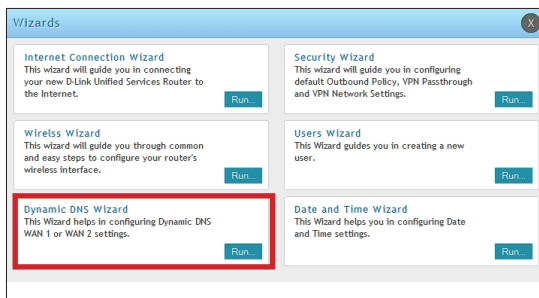 Wizards
X
Internet Connection Wizard
This wizard will guide you in connecting
your new D-Link Unified Services Router to
the Internet.
Run...
Security Wizard
This wizard will guide you in configuring
default Outbound Policy, VPN Passthrough
and VPN Network Settings.
Run...
Wirelss Wizard
This wizard will guide you through common
and easy steps to configure your router's
wireless interface.
Run...
Users Wizard
This Wizard guides you in creating a new
user.
Run...
Dynamic DNS Wizard
This Wizard helps in configuring Dynamic DNS
WAN 1 or WAN 2 settings.
Run...
Date and Time Wizard
This Wizard helps you in configuring Date
and Time settings.
Run...